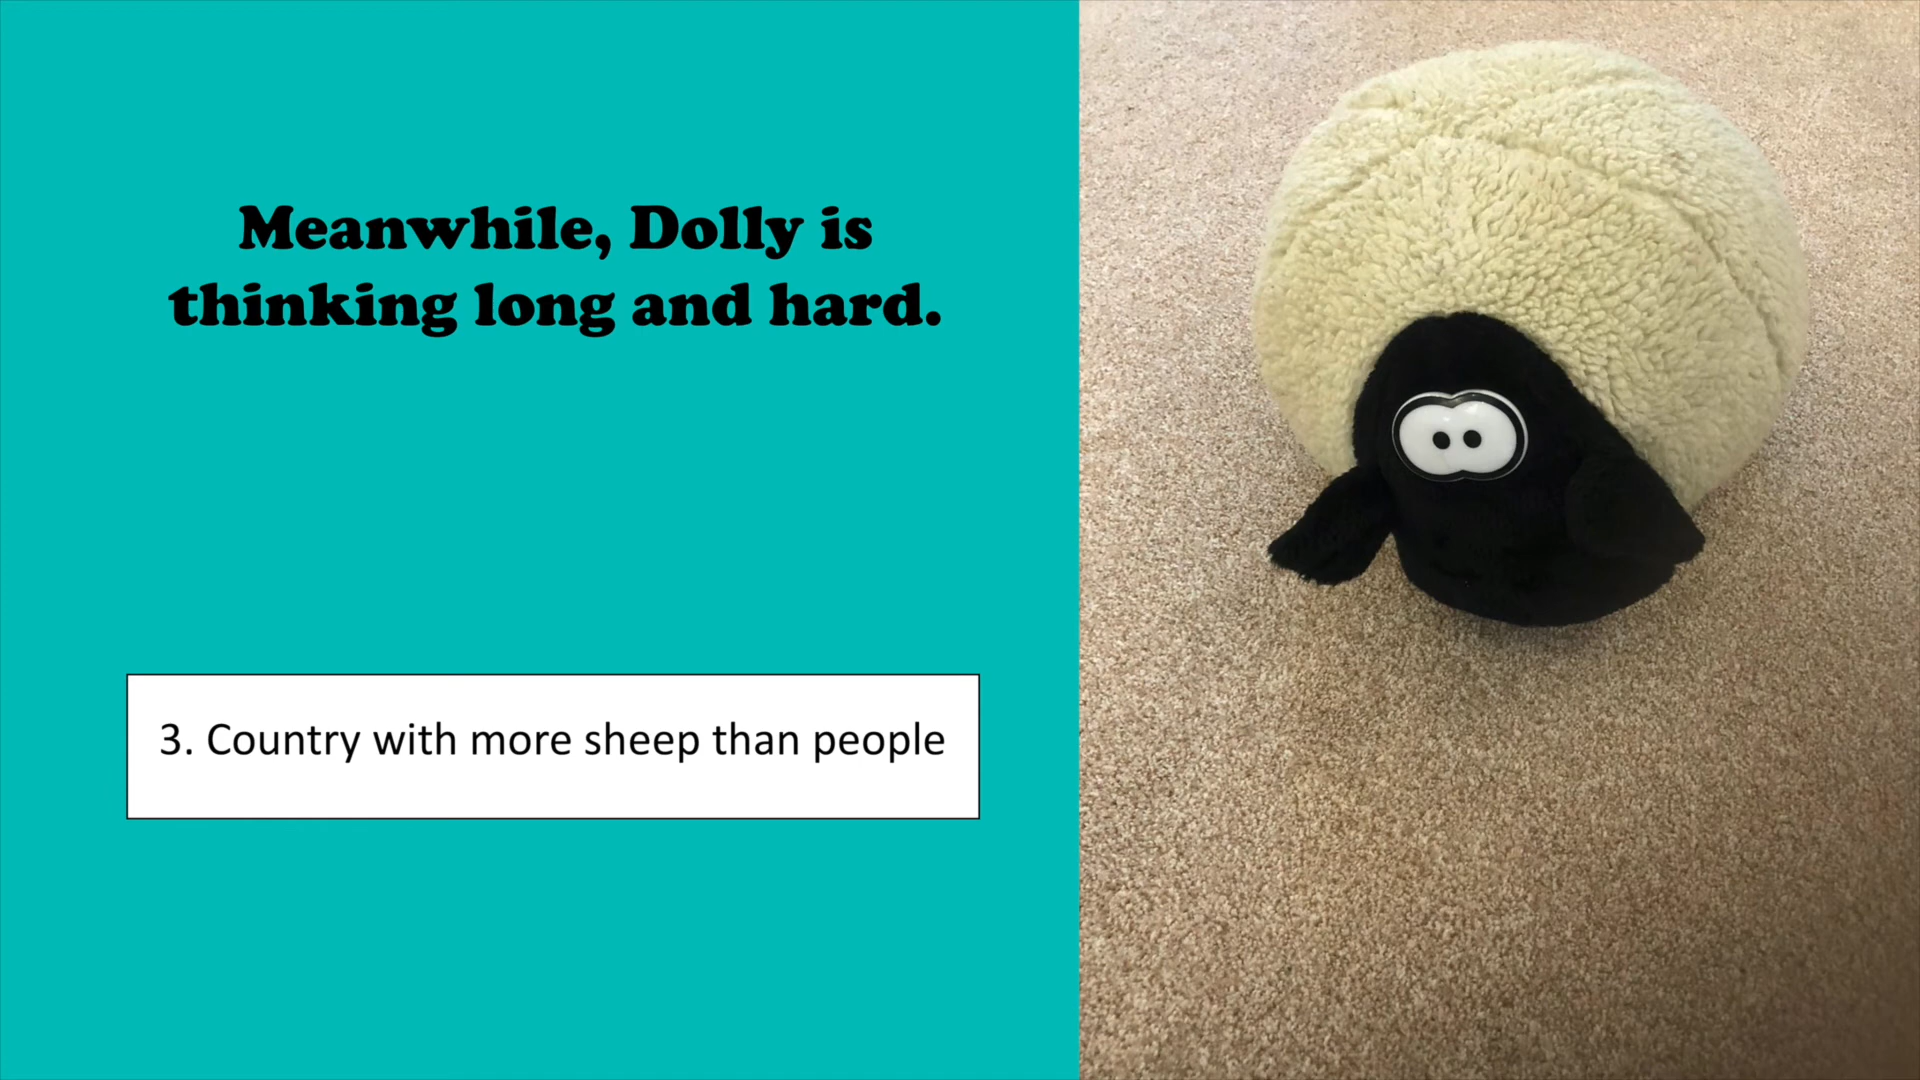 Meanwhile, Dolly is
thinking long and hard.
3. Country with more sheep than people